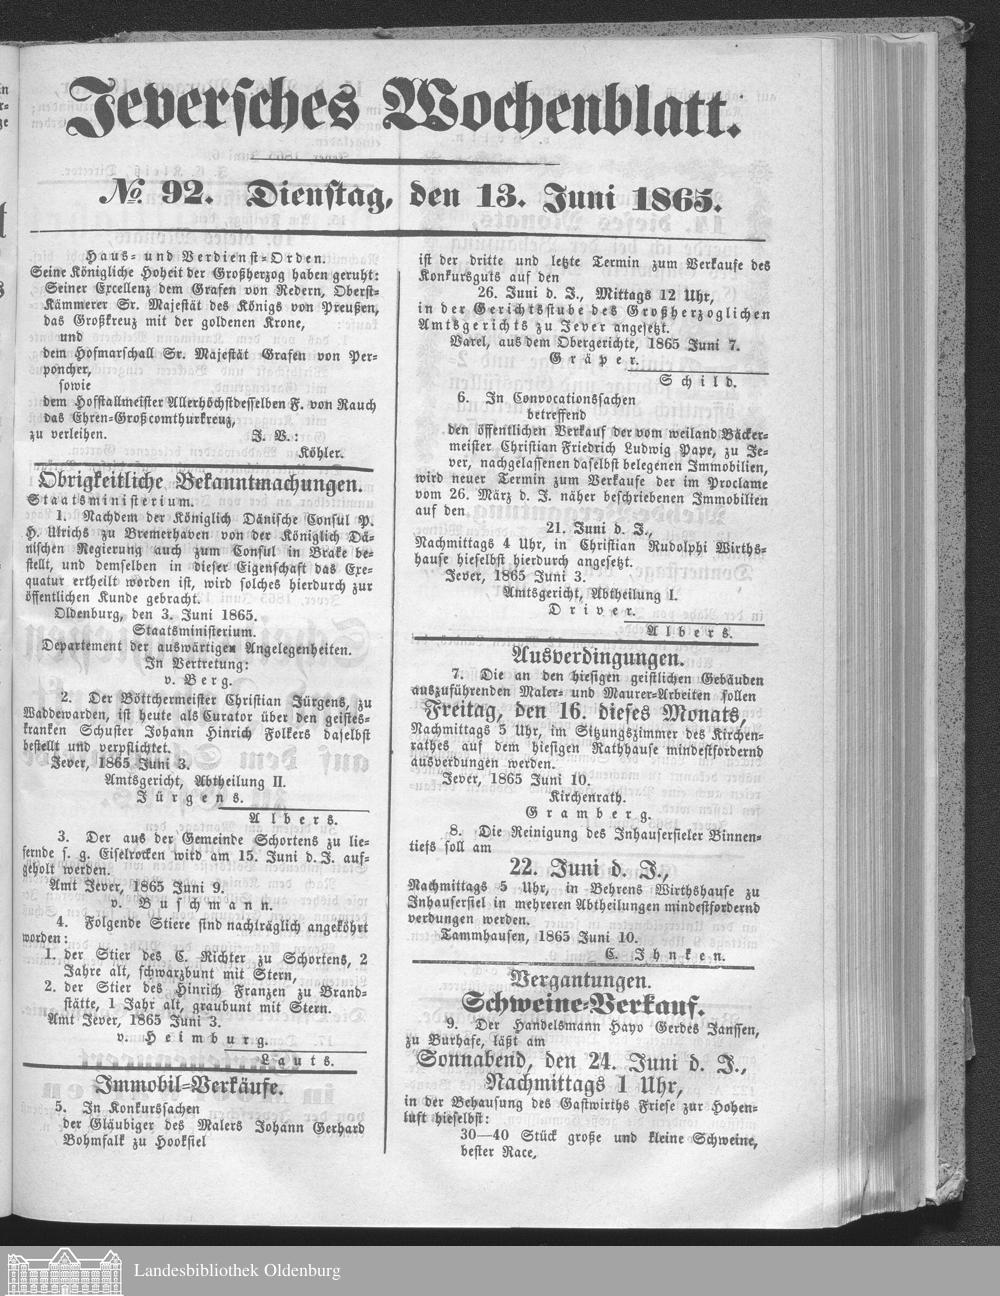 Jeversches Wochenblatt.
№ 92. Dienstag, den 13. Juni 1865.
Haus- und Verdienst-Orden.
Seine Königliche Hoheit der Großherzog haben geruht:
Seiner Excellenz dem Grafen von Redern, Oberst-
Kämmerer Sr. Majestät des Königs von Preußen,
das Großkreuz mit der goldenen Krone,
und
dem Hofmarschall Sr. Majestät Grafen von Per-
poncher,
sowie
dem Hofstallmeister Allerhöchstdesselben F. von Rauch
das Ehren-Großcomthurkreuz,
zu verleihen. J. V.:
Köhler.
Obrigkeitliche Bekanntmachungen.
Staatsministerium.
1. Nachdem der Königlich Dänische Consul P.
H. Ulrichs zu Bremerhaven von der Königlich Dä-
nischen Regierung auch zum Consul in Brake be-
stellt, und demselben in dieser Eigenschaft das Exe-
quatur ertheilt worden ist, wird solches hierdurch zur
öffentlichen Kunde gebracht.
Oldenburg, den 3. Juni 1865.
Staatsministerium.
Departement der auswärtigen Angelegenheiten.
In Vertretung:
v. Berg.
2. Der Böttchermeister Christian Jürgens, zu
Waddewarden, ist heute als Curator über den geistes-
kranken Schuster Johann Hinrich Folkers daselbst
bestellt und verpflichtet.
Jever, 1865 Juni 3.
Amtsgericht, Abtheilung II.
Jürgens.
Albers.
3. Der aus der Gemeinde Schortens zu lie-
fernde s. g. Eiselrocken wird am 15. Juni d. J. auf-
geholt werden.
Amt Jever, 1865 Juni 9.
v. Buschmann.
4. Folgende Stiere sind nachträglich angeköhrt
worden:
1. der Stier des C. Richter zu Schortens, 2
Jahre alt, schwarzbunt mit Stern,
2. der Stier des Hinrich Franzen zu Brand-
stätte, 1 Jahr alt, graubunt mit Stern.
Amt Jever, 1865 Juni 3.
v. Heimburg.
Lauts.
Immobil-Verkäufe.
5. In Konkurssachen
der Gläubiger des Malers Johann Gerhard
Bohmfalk zu Hooksiel
ist der dritte und letzte Termin zum Verkaufe des
Konkursguts auf den
26. Juni d. J., Mittags 12 Uhr,
in der Gerichtsstube des Großherzoglichen
Amtsgerichts zu Jever angesetzt.
Varel, aus dem Obergerichte, 1865 Juni 7.
Gräper.
Schild.
6. In Convocationssachen
betreffend
den öffentlichen Verkauf der vom weiland Bäcker-
meister Christian Friedrich Ludwig Pape, zu Je-
ver, nachgelassenen daselbst belegenen Immobilien,
wird neuer Termin zum Verkaufe der im Proclame
vom 26. März d. J. näher beschriebenen Immobilien
auf den
21. Juni d. J.,
Nachmittags 4 Uhr, in Christian Rudolphi Wirths-
hause hieselbst hierdurch angesetzt.
Jever, 1865 Juni 3.
Amtsgericht, Abtheilung I.
Driver.
Albers.
Ausverdingungen.
7. Die an den hiesigen geistlichen Gebäuden
auszuführenden Maler- und Maurer-Arbeiten sollen
Freitag, den 16. dieses Monats,
Nachmittags 5 Uhr, im Sitzungszimmer des Kirchen-
rathes auf dem hiesigen Rathhause mindestfordernd
ausverdungen werden.
Jever, 1865 Juni 10.
Kirchenrath.
Gramberg.
8. Die Reinigung des Inhausersieler Binnen-
tiefs soll am
22. Juni d. J.,
Nachmittags 5 Uhr, in Behrens Wirthshause zu
Inhausersiel in mehreren Abtheilungen mindestfordernd
verdungen werden.
Tammhausen, 1865 Juni 10.
C. Ihnken.
Vergantungen.
Schweine-Verkauf.
9. Der Handelsmann Hayo Gerdes Janssen,
zu Burhafe, läßt am
Sonnabend, den 24. Juni d. J.,
Nachmittags 1 Uhr,
in der Behausung des Gastwirths Friese zur Hohen-
luft hieselbst:
30—40 Stück große und kleine Schweine,
bester Race,
Landesbibliothek Oldenburg